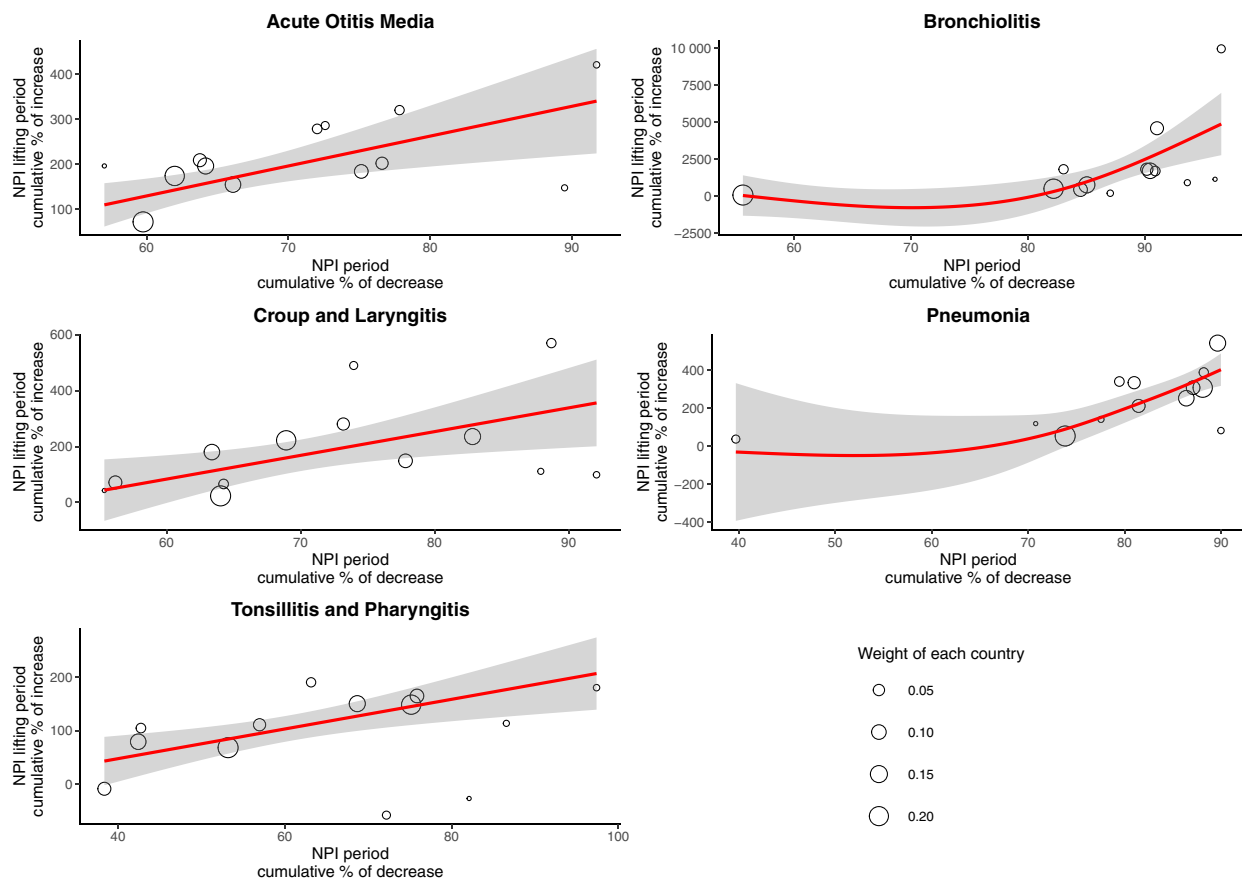 Acute Otitis Media
NPI lifting period
cumulative % of increase
400
300
200
100
60
70
80
90
NPI period
cumulative % of decrease
Bronchiolitis
NPI lifting period
cumulative % of increase
10 000
7500
5000
2500
0
−2500
60
70
80
90
NPI period
cumulative % of decrease
Croup and Laryngitis
NPI lifting period
cumulative % of increase
600
400
200
0
60
70
80
90
NPI period
cumulative % of decrease
Pneumonia
NPI lifting period
cumulative % of increase
400
200
0
−200
−400
40
50
60
70
80
90
NPI period
cumulative % of decrease
Tonsillitis and Pharyngitis
NPI lifting period
cumulative % of increase
200
100
0
40
60
80
100
NPI period
cumulative % of decrease
Weight of each country
0.05
0.10
0.15
0.20